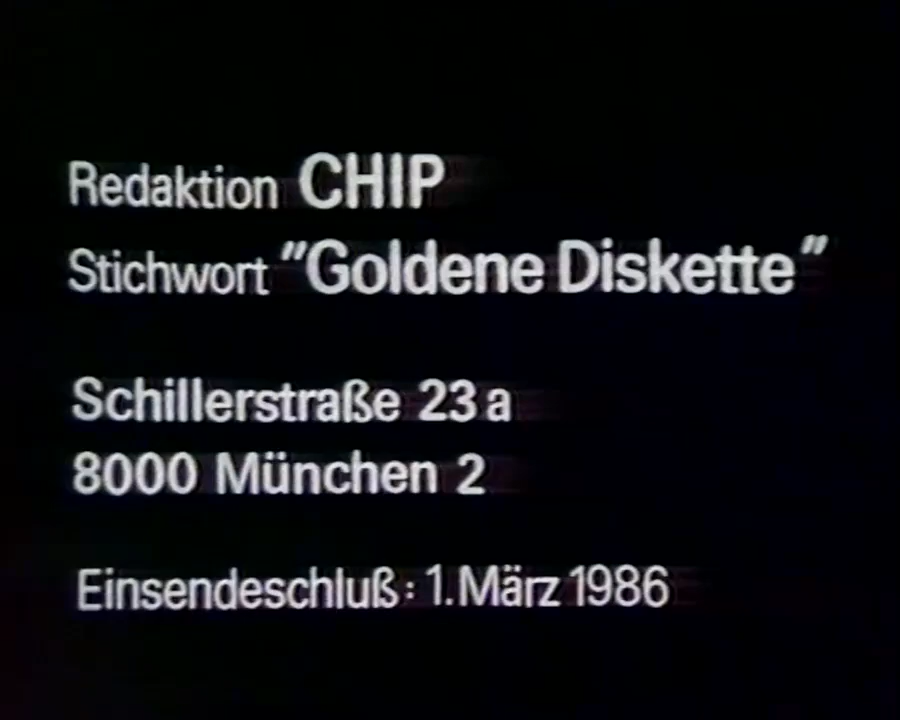 Redaktion CHIP
Stichwort "Goldene Diskette"
Schillerstraße 23 a
8000 München 2
Einsendeschluß: 1. März 1986